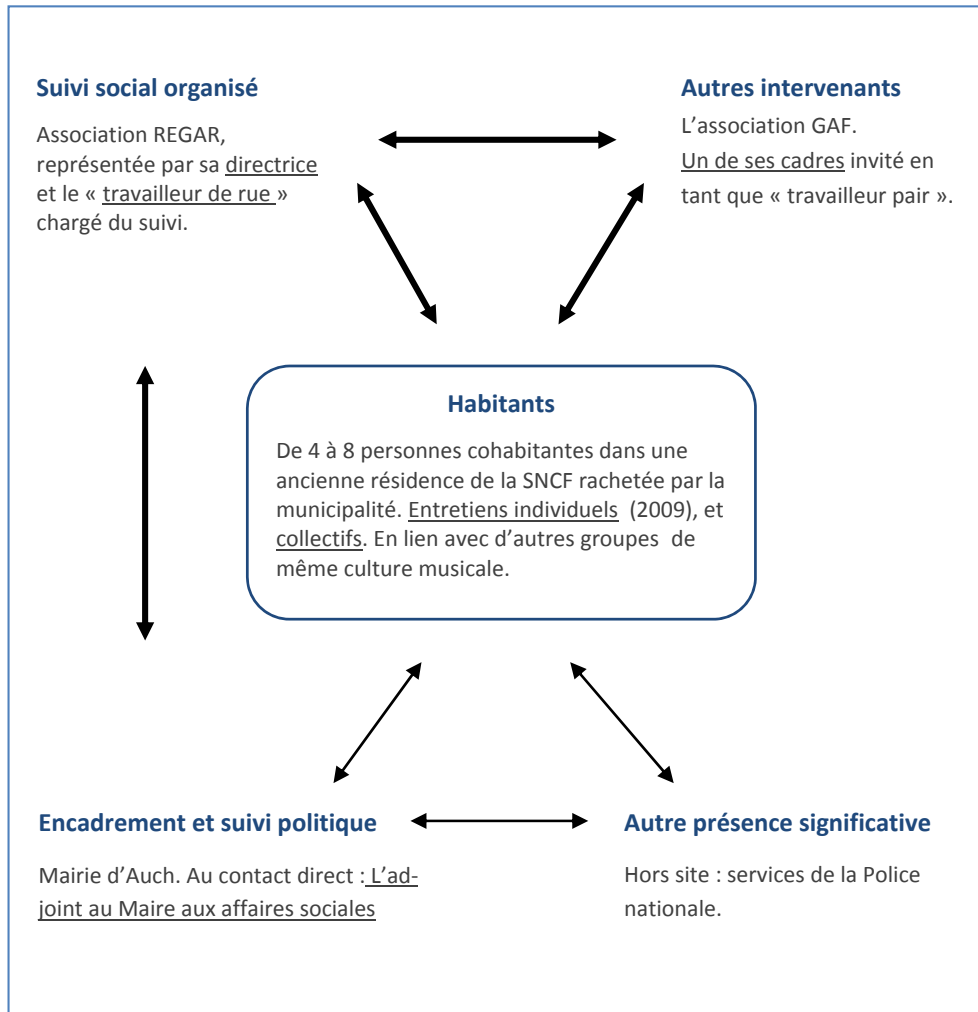 Suivi social organisé
Association REGAR,
représentée par sa directrice
et le « travailleur de rue »
chargé du suivi.
Autres intervenants
L’association GAF.
Un de ses cadres invité en
tant que « travailleur pair ».
Habitants
De 4 à 8 personnes cohabitantes dans une
ancienne résidence de la SNCF rachetée par la
municipalité. Entretiens individuels (2009), et
collectifs. En lien avec d’autres groupes de
même culture musicale.
Encadrement et suivi politique
Mairie d’Auch. Au contact direct : L’ad-
joint au Maire aux affaires sociales
Autre présence significative
Hors site : services de la Police
nationale.